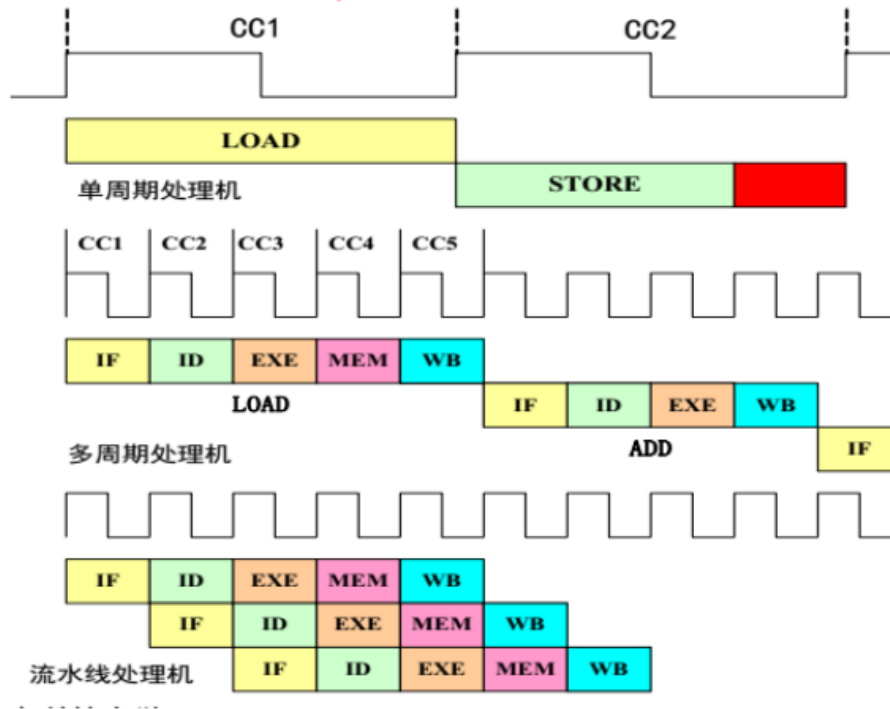 CC1 CC2
LOAD
STORE
单周期处理机
CC1 CC2 CC3 CC4 CC5
IF ID EXE MEM WB
LOAD IF ID EXE WB
多周期处理机 ADD IF
IF ID EXE MEM WB
IF ID EXE MEM WB
流水线处理机 IF ID EXE MEM WB